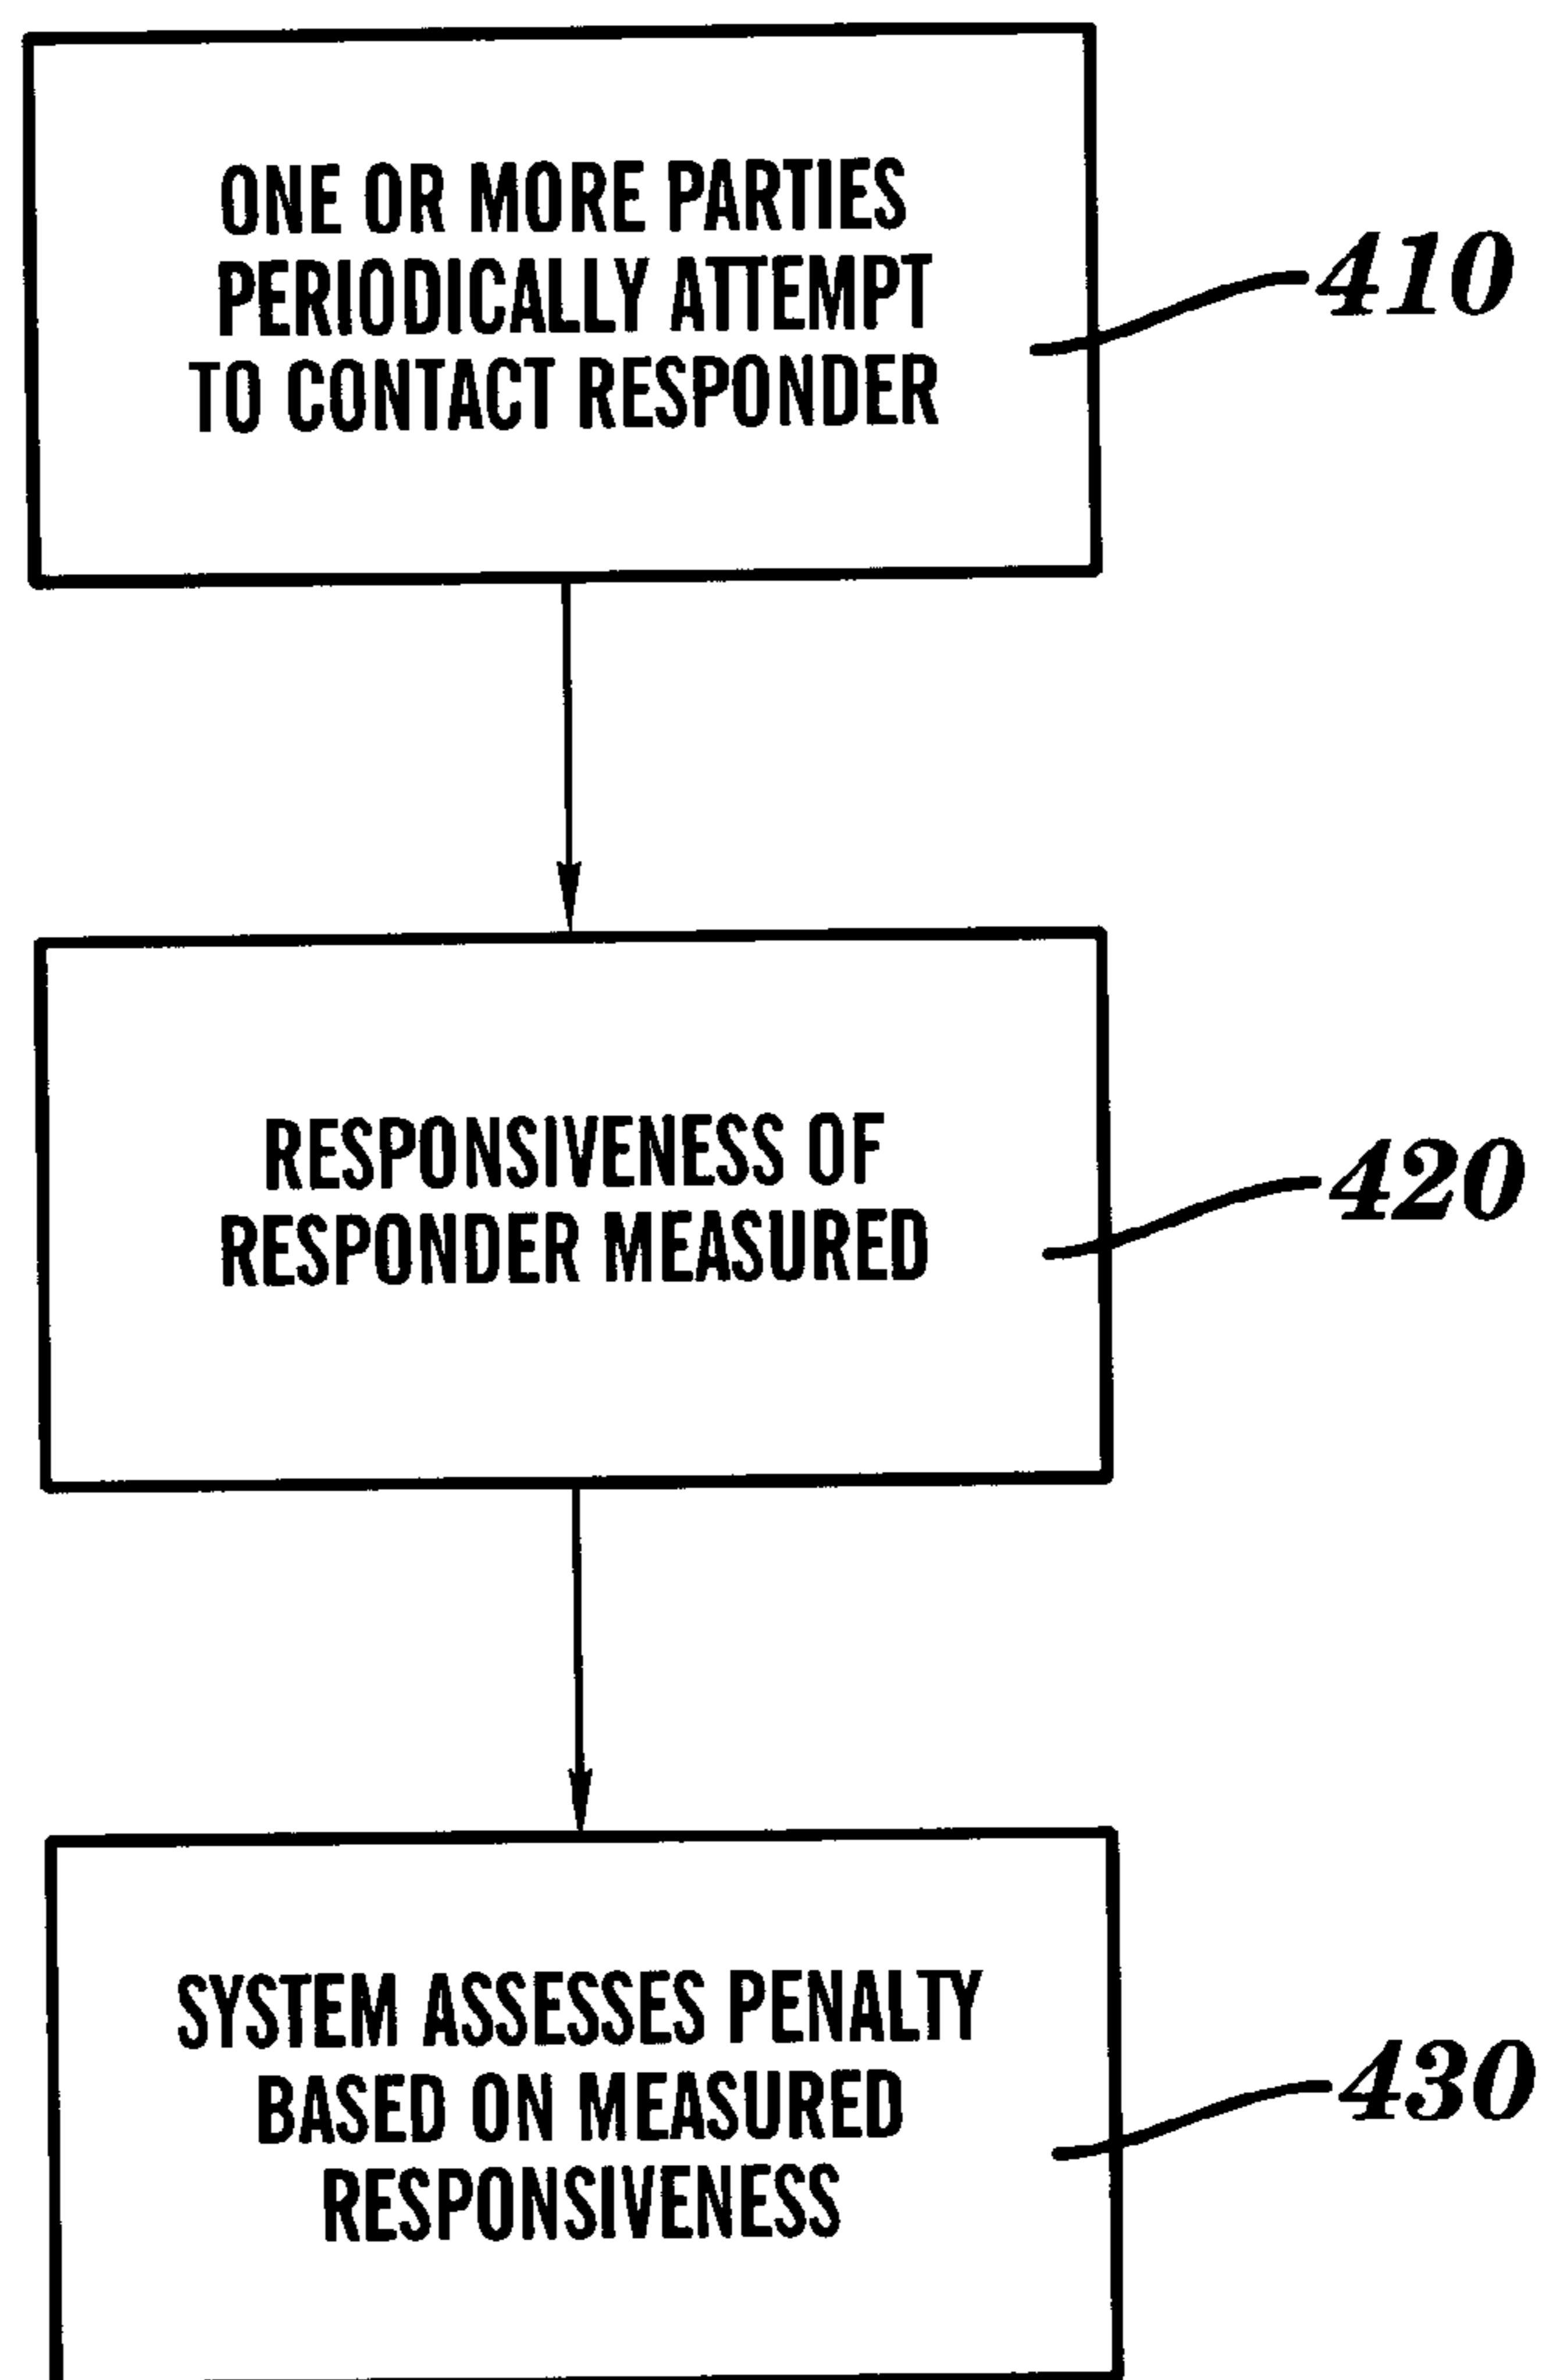 ONE OR MORE PARTIES
PERIODICALLY ATTEMPT
TO CONTACT RESPONDER
410
RESPONSIVENESS OF
RESPONDER MEASURED
420
SYSTEM ASSESSES PENALTY
BASED ON MEASURED
RESPONSIVENESS
430